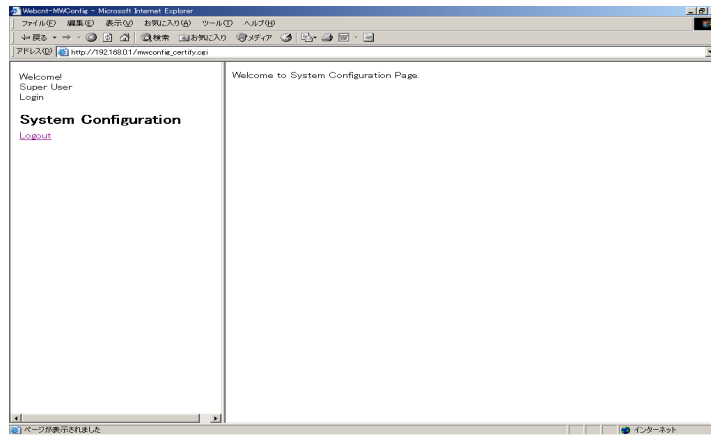 Webcnt-MWConfig - Microsoft Internet Explorer
ファイル(F) 編集(E) 表示(V) お気に入り(A) ツール(T) ヘルプ(H)
戻る 検索 お気に入り メディア
アドレス(D) http://192.168.0.1/mwconfig_certify.cgi
Welcome!
Super User
Login
System Configuration
Logout
Welcome to System Configuration Page.
ページが表示されました
インターネット